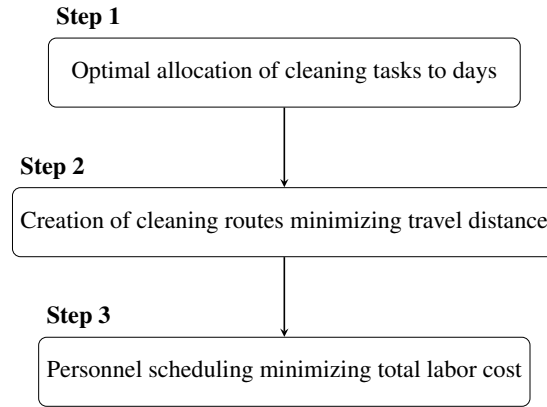 Step 1
Optimal allocation of cleaning tasks to days
Step 2
Creation of cleaning routes minimizing travel distance
Step 3
Personnel scheduling minimizing total labor cost